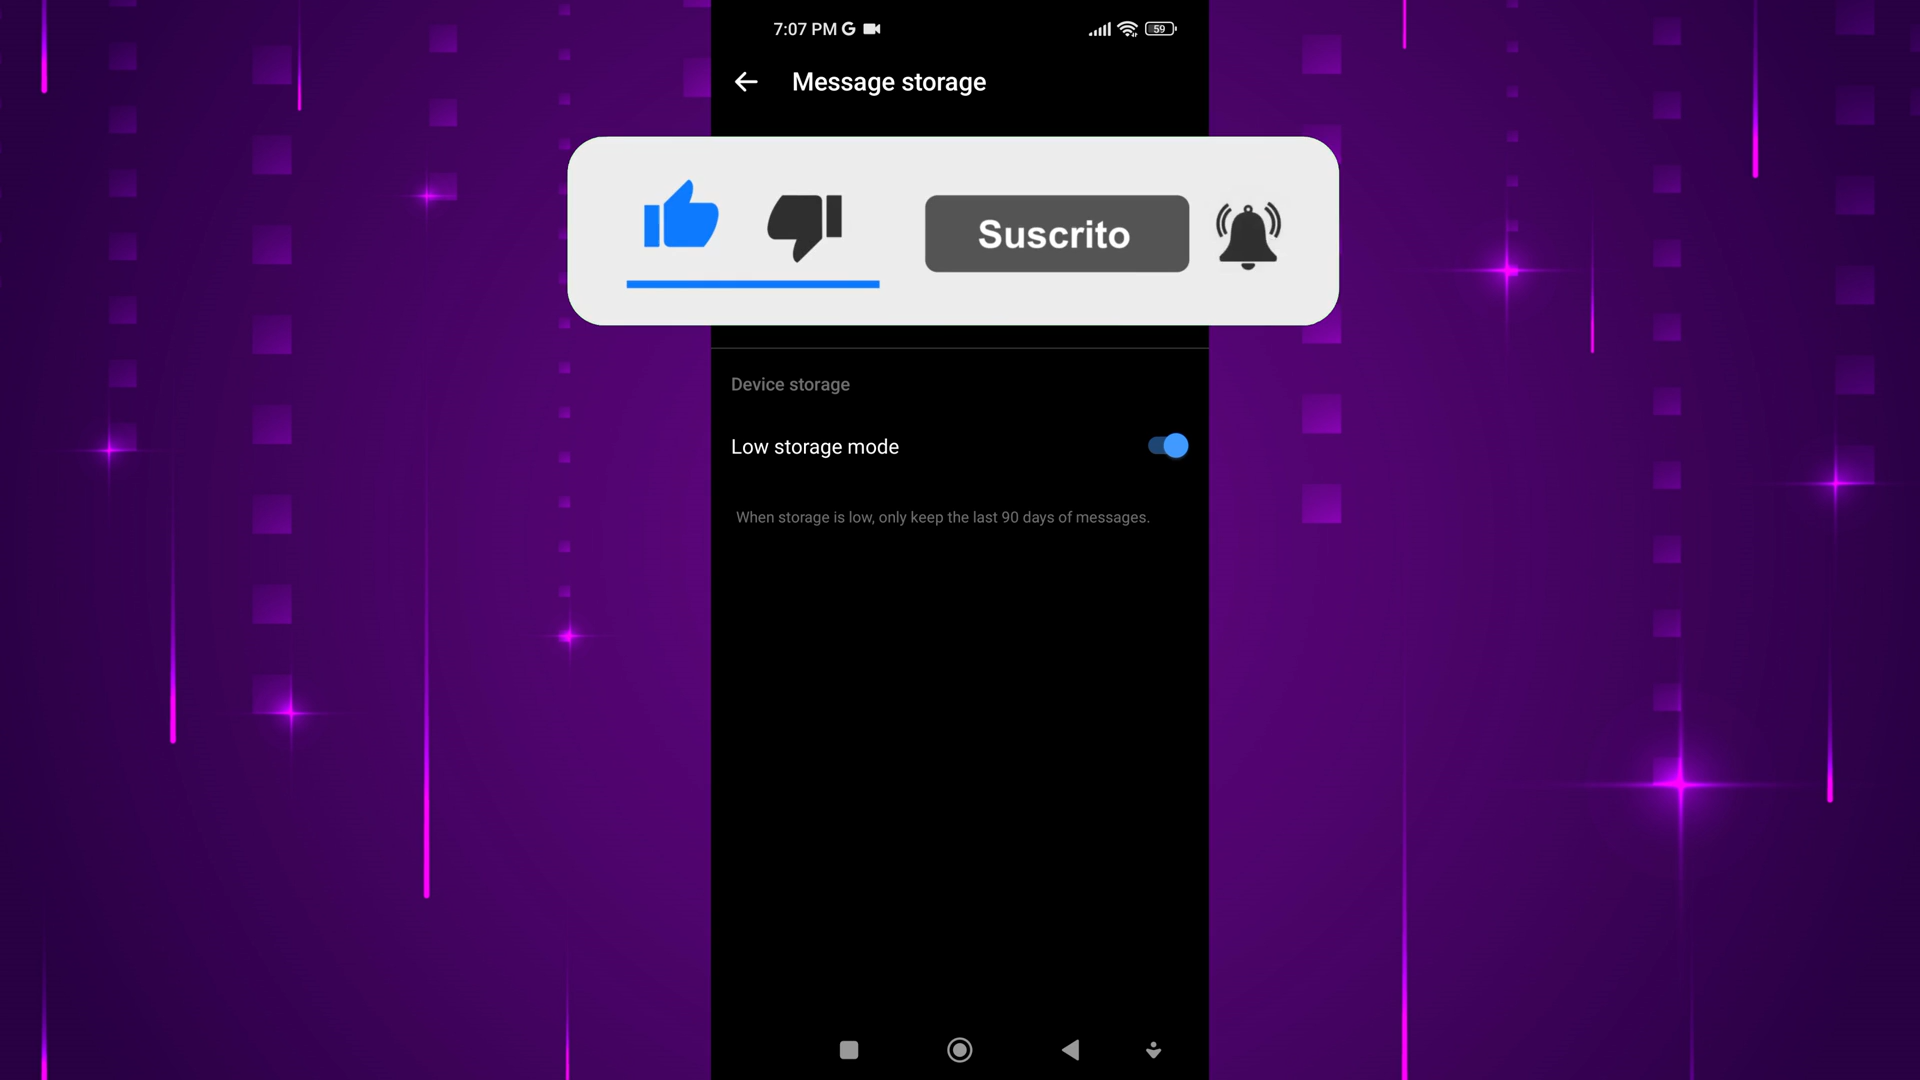 7:07 PM G
59
Message storage
Suscrito
Device storage
Low storage mode
When storage is low, only keep the last 90 days of messages.